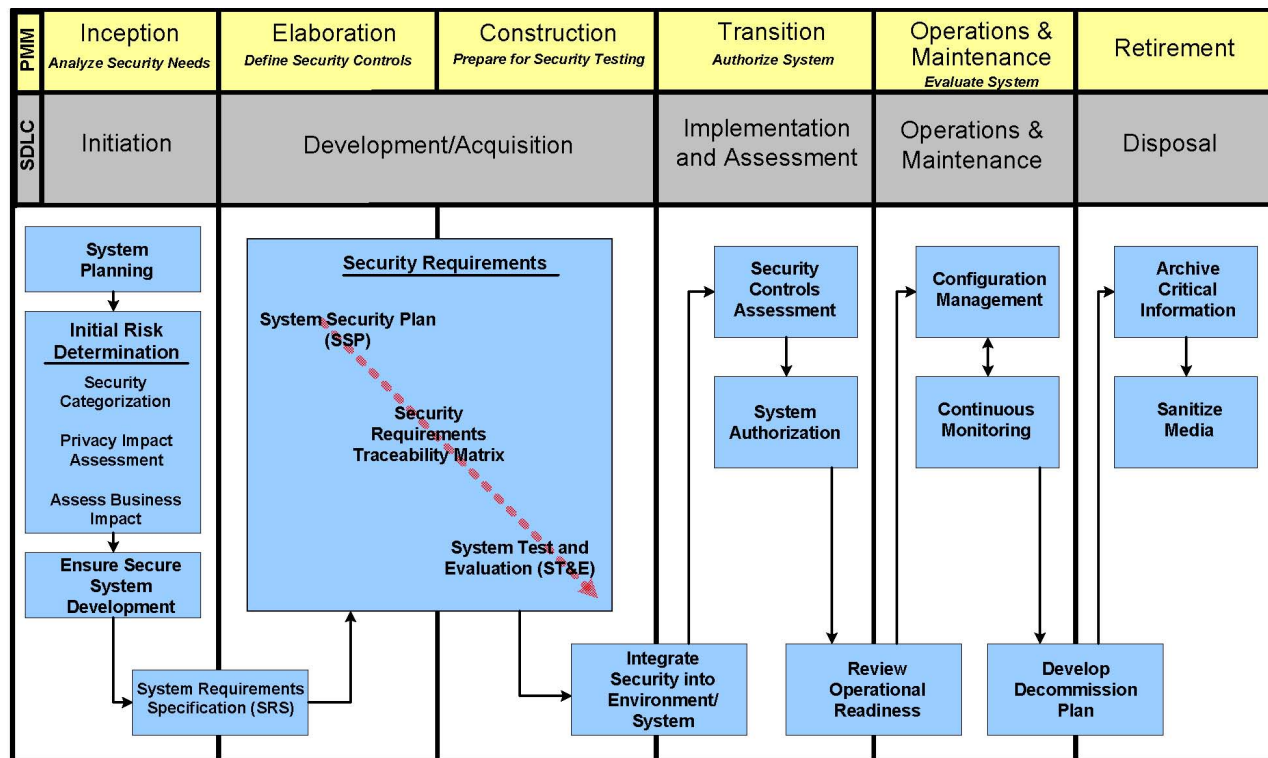 PMM
Inception
Analyze Security Needs
Elaboration
Define Security Controls
Construction
Prepare for Security Testing
Transition
Authorize System
Operations &
Maintenance
Evaluate System
Retirement
SDLC
Initiation
Development/Acquisition
Implementation
and Assessment
Operations &
Maintenance
Disposal
System
Planning
Initial Risk
Determination
Security
Categorization
Privacy Impact
Assessment
Assess Business
Impact
Ensure Secure
System
Development
System Requirements
Specification (SRS)
Security Requirements
System Security Plan
(SSP)
Security
Requirements
Traceability Matrix
System Test and
Evaluation (ST&E)
Integrate
Security into
Environment/
System
Security
Controls
Assessment
System
Authorization
Review
Operational
Readiness
Configuration
Management
Continuous
Monitoring
Develop
Decommission
Plan
Archive
Critical
Information
Sanitize
Media